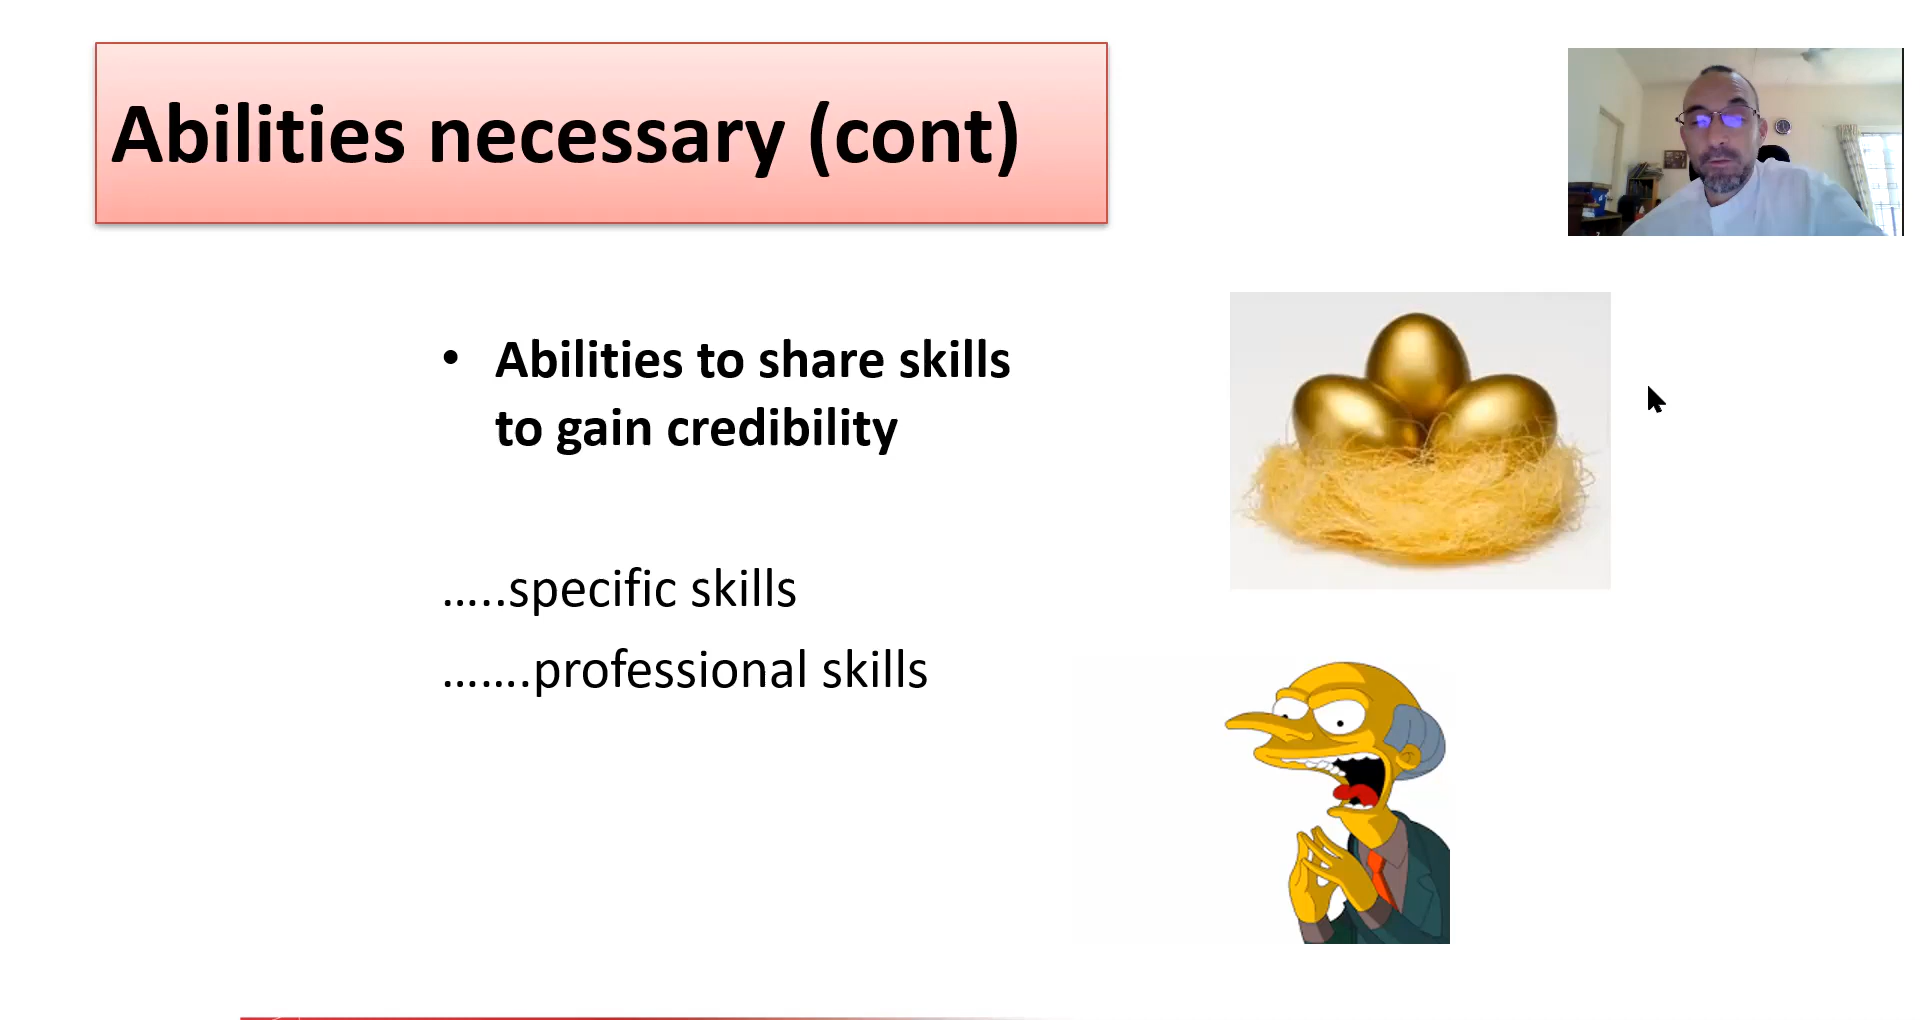 Abilities necessary (cont)
• Abilities to share skills
to gain credibility
…..specific skills
…….professional skills